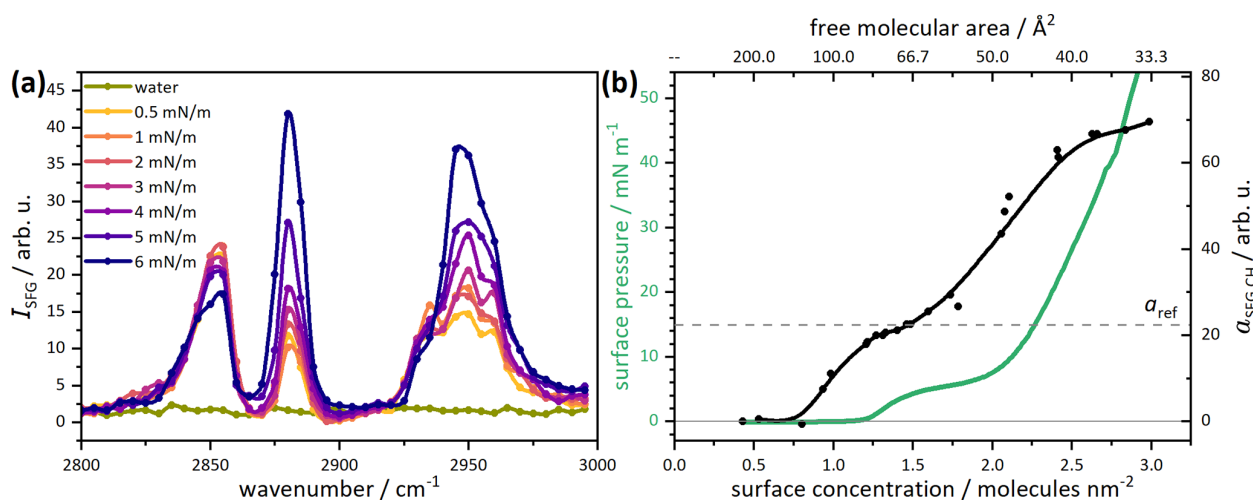 (a)
I_SFG / arb. u.
45
40
35
30
25
20
15
10
5
0
water
0.5 mN/m
1 mN/m
2 mN/m
3 mN/m
4 mN/m
5 mN/m
6 mN/m
2800 2850 2900 2950 3000
wavenumber / cm⁻¹
(b)
free molecular area / Å²
-- 200.0 100.0 66.7 50.0 40.0 33.3
surface pressure / mN m⁻¹
50
40
30
20
10
0
80
60
40
20
0
a_ref
a_SFG,CH / arb. u.
0.0 0.5 1.0 1.5 2.0 2.5 3.0
surface concentration / molecules nm⁻²